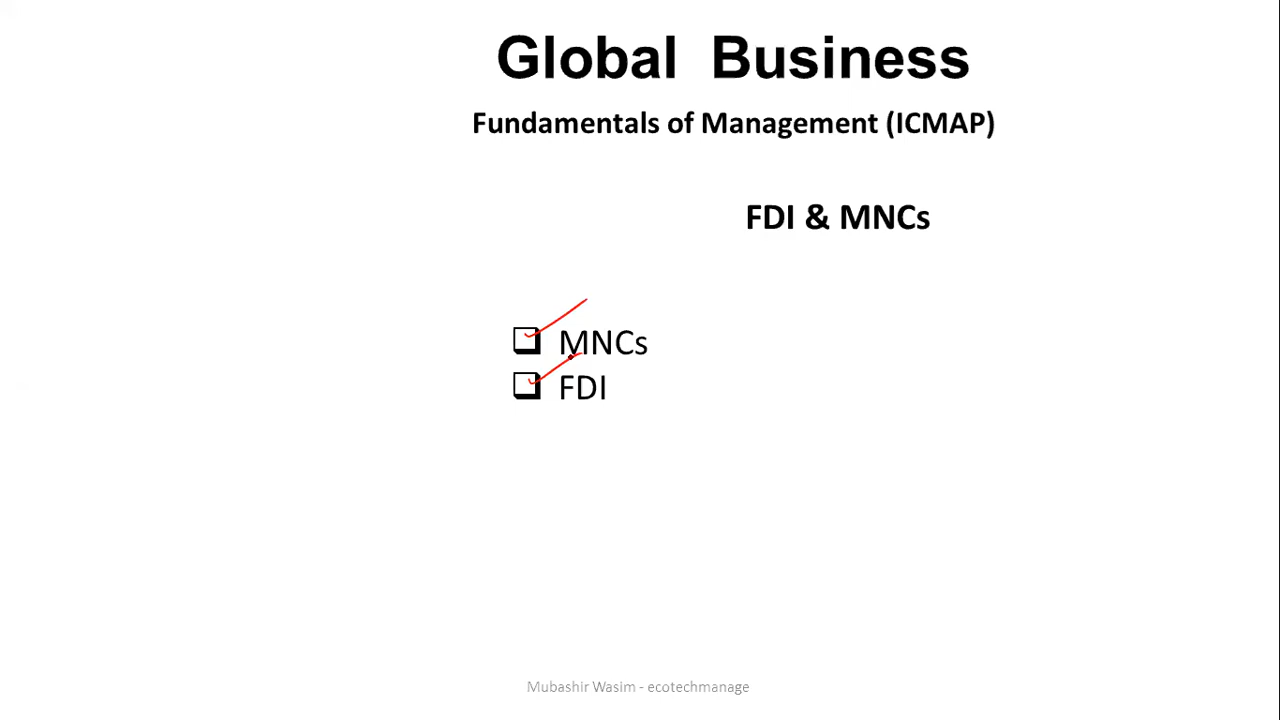 Global Business
Fundamentals of Management (ICMAP)
FDI & MNCs
MNCs
FDI
Mubashir Wasim - ecotechmanage